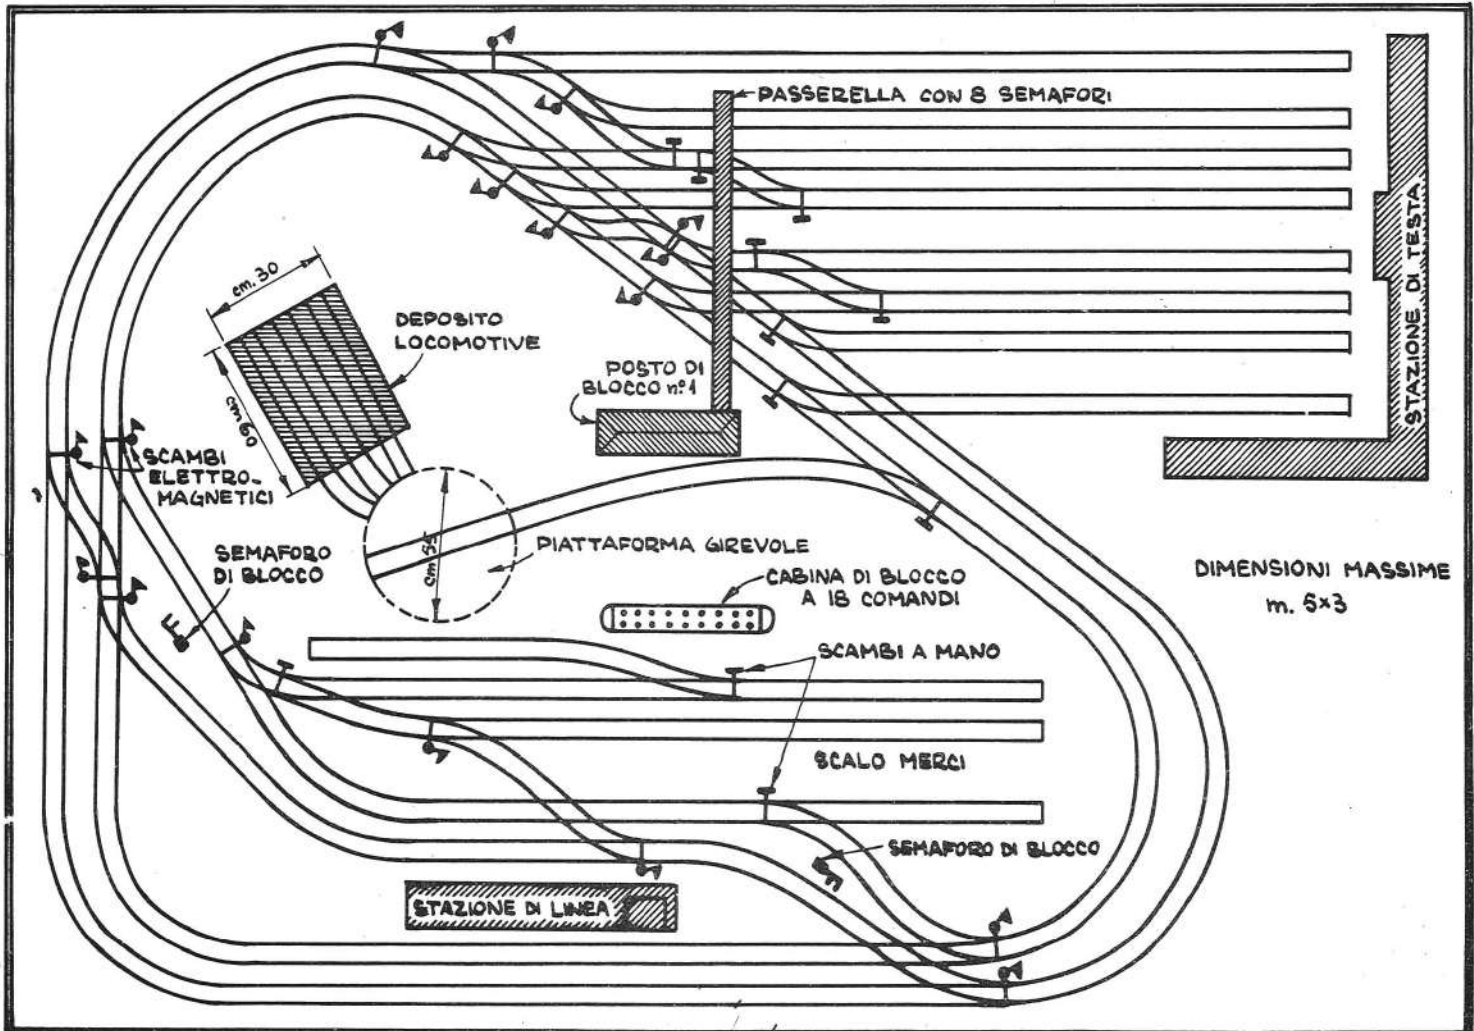 PASSERELLA CON 8 SEMAFORI
STAZIONE DI TESTA
cm. 30
DEPOSITO
LOCOMOTIVE
cm 60
POSTO DI
BLOCCO nº1
SCAMBI
ELETTRO-
MAGNETICI
cm 55
PIATTAFORMA GIREVOLE
SEMAFORO
DI BLOCCO
CABINA DI BLOCCO
A 18 COMANDI
DIMENSIONI MASSIME
m. 5×3
SCAMBI A MANO
SCALO MERCI
SEMAFORO DI BLOCCO
STAZIONE DI LINEA